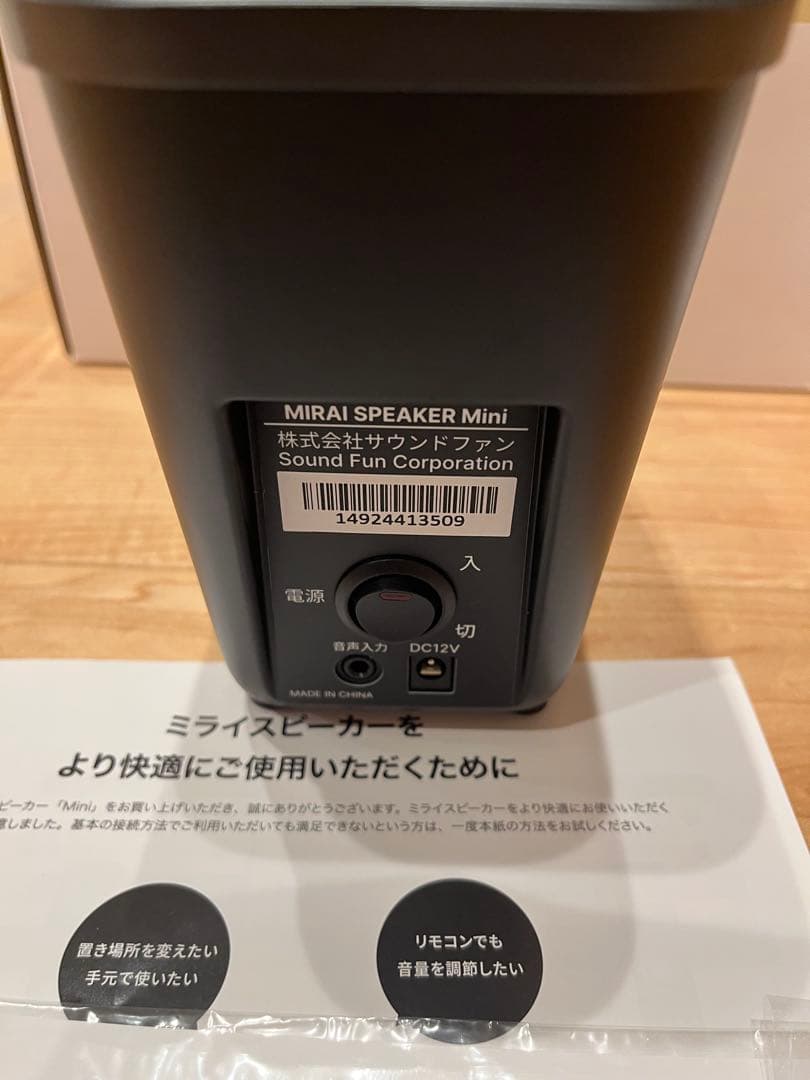 MIRAI SPEAKER Mini
株式会社サウンドファン
Sound Fun Corporation
14924413509
入
電源
切
音声入力 DC12V
MADE IN CHINA
ミライスピーカーを
より快適にご使用いただくために
ピーカー「Mini」をお買い上げいただき、誠にありがとうございます。ミライスピーカーをより快適にお使いいただく
しました。基本の接続方法でご利用いただいても満足できないという方は、一度本紙の方法をお試しください。
置き場所を変えたい
手元で使いたい
リモコンでも
音量を調節したい